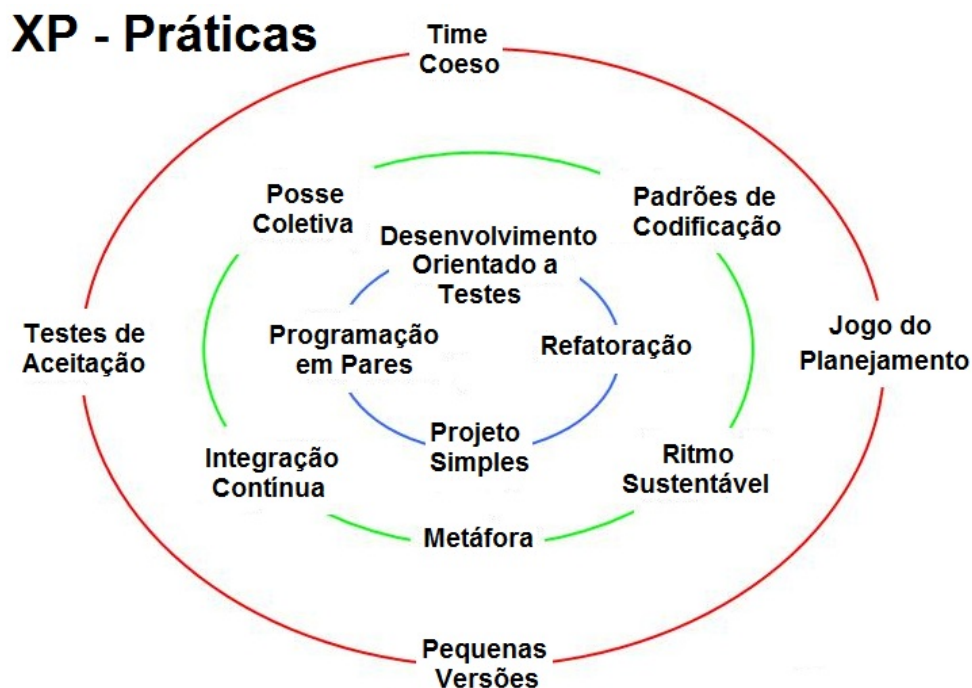 XP - Práticas
Time
Coeso
Posse
Coletiva
Padrões de
Codificação
Desenvolvimento
Orientado a
Testes
Testes de
Aceitação
Programação
em Pares
Refatoração
Jogo do
Planejamento
Projeto
Simples
Integração
Contínua
Ritmo
Sustentável
Metáfora
Pequenas
Versões